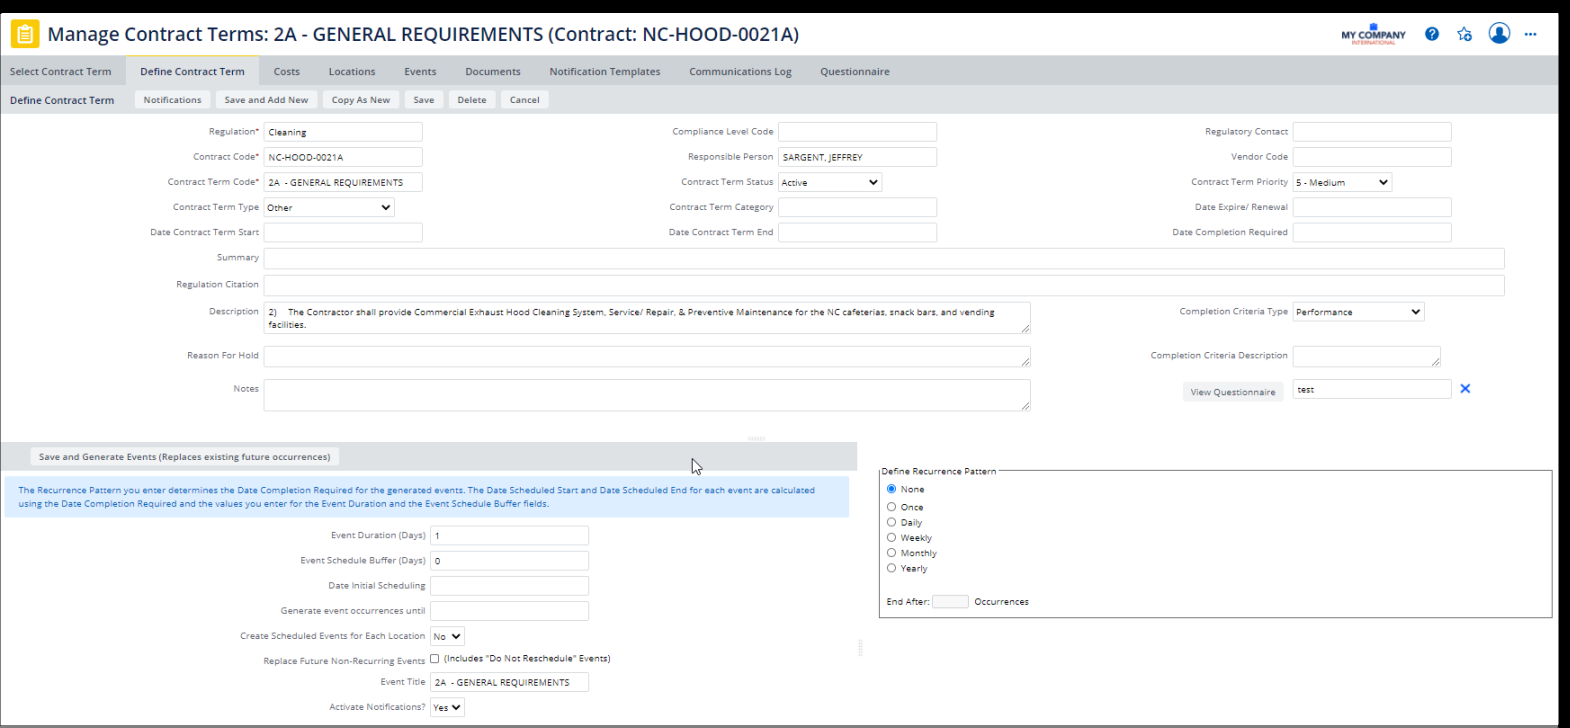 Manage Contract Terms: 2A - GENERAL REQUIREMENTS (Contract: NC-HOOD-0021A)
MY COMPANY
INTERNATIONAL
?
Select Contract Term Define Contract Term Costs Locations Events Documents Notification Templates Communications Log Questionnaire
Define Contract Term Notifications Save and Add New Copy As New Save Delete Cancel
Regulation* Cleaning Compliance Level Code Regulatory Contact
Contract Code* NC-HOOD-0021A Responsible Person SARGENT, JEFFREY Vendor Code
Contract Term Code* 2A - GENERAL REQUIREMENTS Contract Term Status Active Contract Term Priority 5 - Medium
Contract Term Type Other Contract Term Category Date Expire/ Renewal
Date Contract Term Start Date Contract Term End Date Completion Required
Summary
Regulation Citation
Description 2) The Contractor shall provide Commercial Exhaust Hood Cleaning System, Service/ Repair, & Preventive Maintenance for the NC cafeterias, snack bars, and vending Completion Criteria Type Performance
facilities.
Reason For Hold Completion Criteria Description
Notes View Questionnaire test
Save and Generate Events (Replaces existing future occurrences)
The Recurrence Pattern you enter determines the Date Completion Required for the generated events. The Date Scheduled Start and Date Scheduled End for each event are calculated
using the Date Completion Required and the values you enter for the Event Duration and the Event Schedule Buffer fields.
Event Duration (Days) 1
Event Schedule Buffer (Days) 0
Date Initial Scheduling
Generate event occurrences until
Create Scheduled Events for Each Location No
Replace Future Non-Recurring Events (Includes "Do Not Reschedule" Events)
Event Title 2A - GENERAL REQUIREMENTS
Activate Notifications? Yes
Define Recurrence Pattern
None
Once
Daily
Weekly
Monthly
Yearly
End After: Occurrences